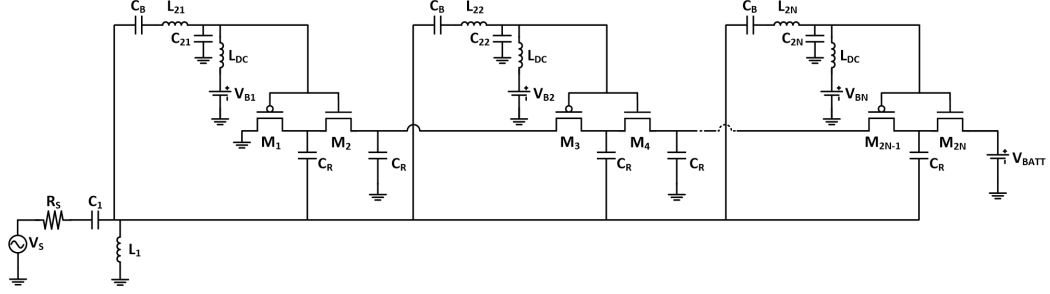 C_B L_21 C_B L_22 C_B L_2N
C_21 L_DC C_22 L_DC C_2N L_DC
V_B1 V_B2 V_BN
M_1 M_2 M_3 M_4 M_2N-1 M_2N
C_R C_R C_R C_R C_R V_BATT
R_S C_1
V_S L_1